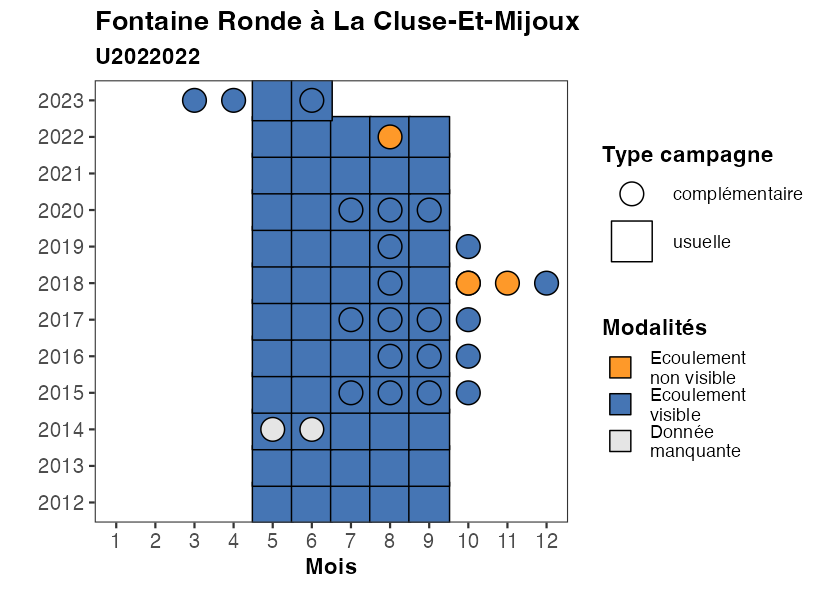 Fontaine Ronde à La Cluse-Et-Mijoux
U2022022
2023
2022
2021
2020
2019
2018
2017
2016
2015
2014
2013
2012
1 2 3 4 5 6 7 8 9 10 11 12
Mois
Type campagne
complémentaire
usuelle
Modalités
Ecoulement
non visible
Ecoulement
visible
Donnée
manquante